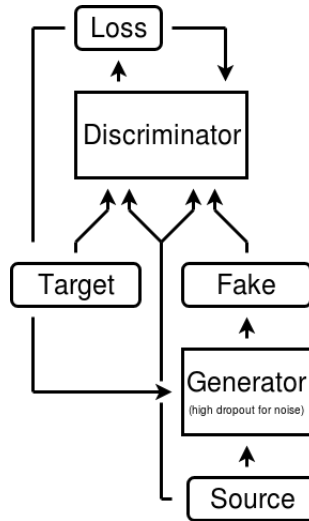 Loss
Discriminator
Target
Fake
Generator
(high dropout for noise)
Source